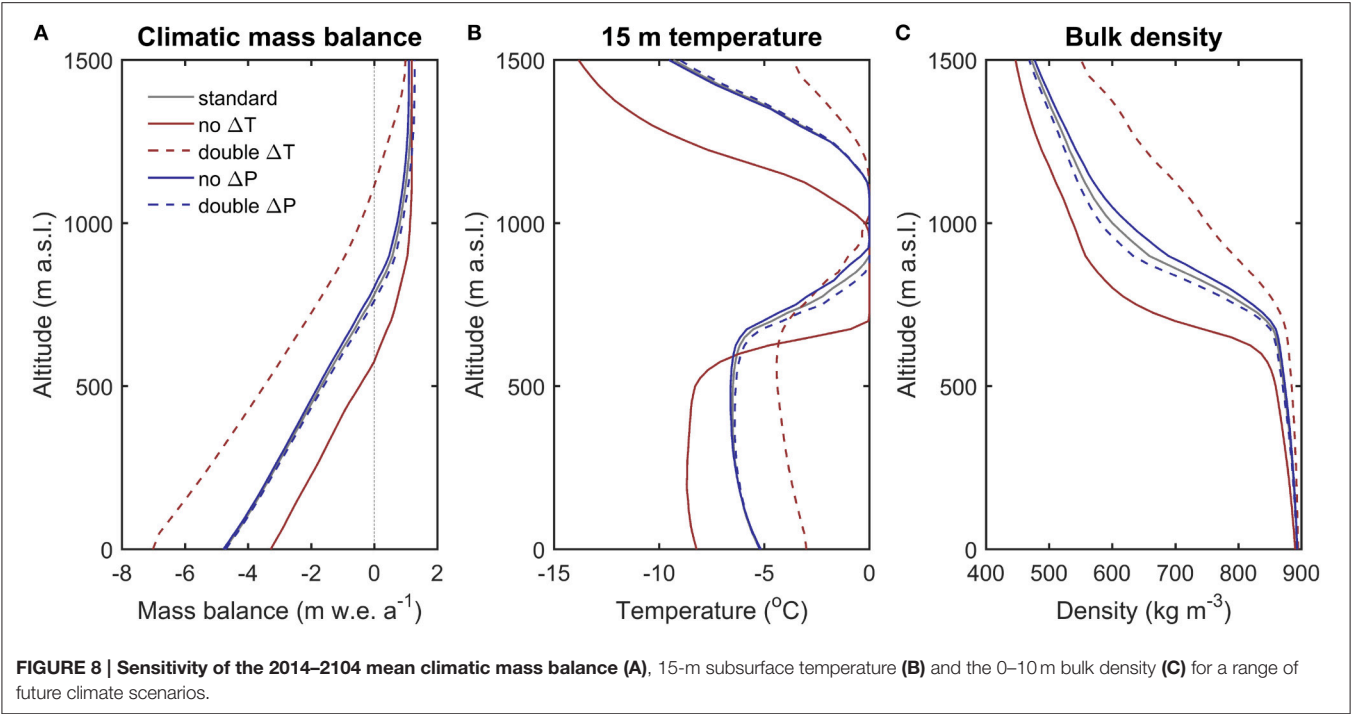 A Climatic mass balance
1500
1000
500
0
Altitude (m a.s.l.)
standard
no ΔT
double ΔT
no ΔP
double ΔP
-8 -6 -4 -2 0 2
Mass balance (m w.e. a⁻¹)
B 15 m temperature
1500
1000
500
0
Altitude (m a.s.l.)
-15 -10 -5 0
Temperature (°C)
C Bulk density
1500
1000
500
0
Altitude (m a.s.l.)
400 500 600 700 800 900
Density (kg m⁻³)
FIGURE 8 | Sensitivity of the 2014–2104 mean climatic mass balance (A), 15-m subsurface temperature (B) and the 0–10 m bulk density (C) for a range of
future climate scenarios.